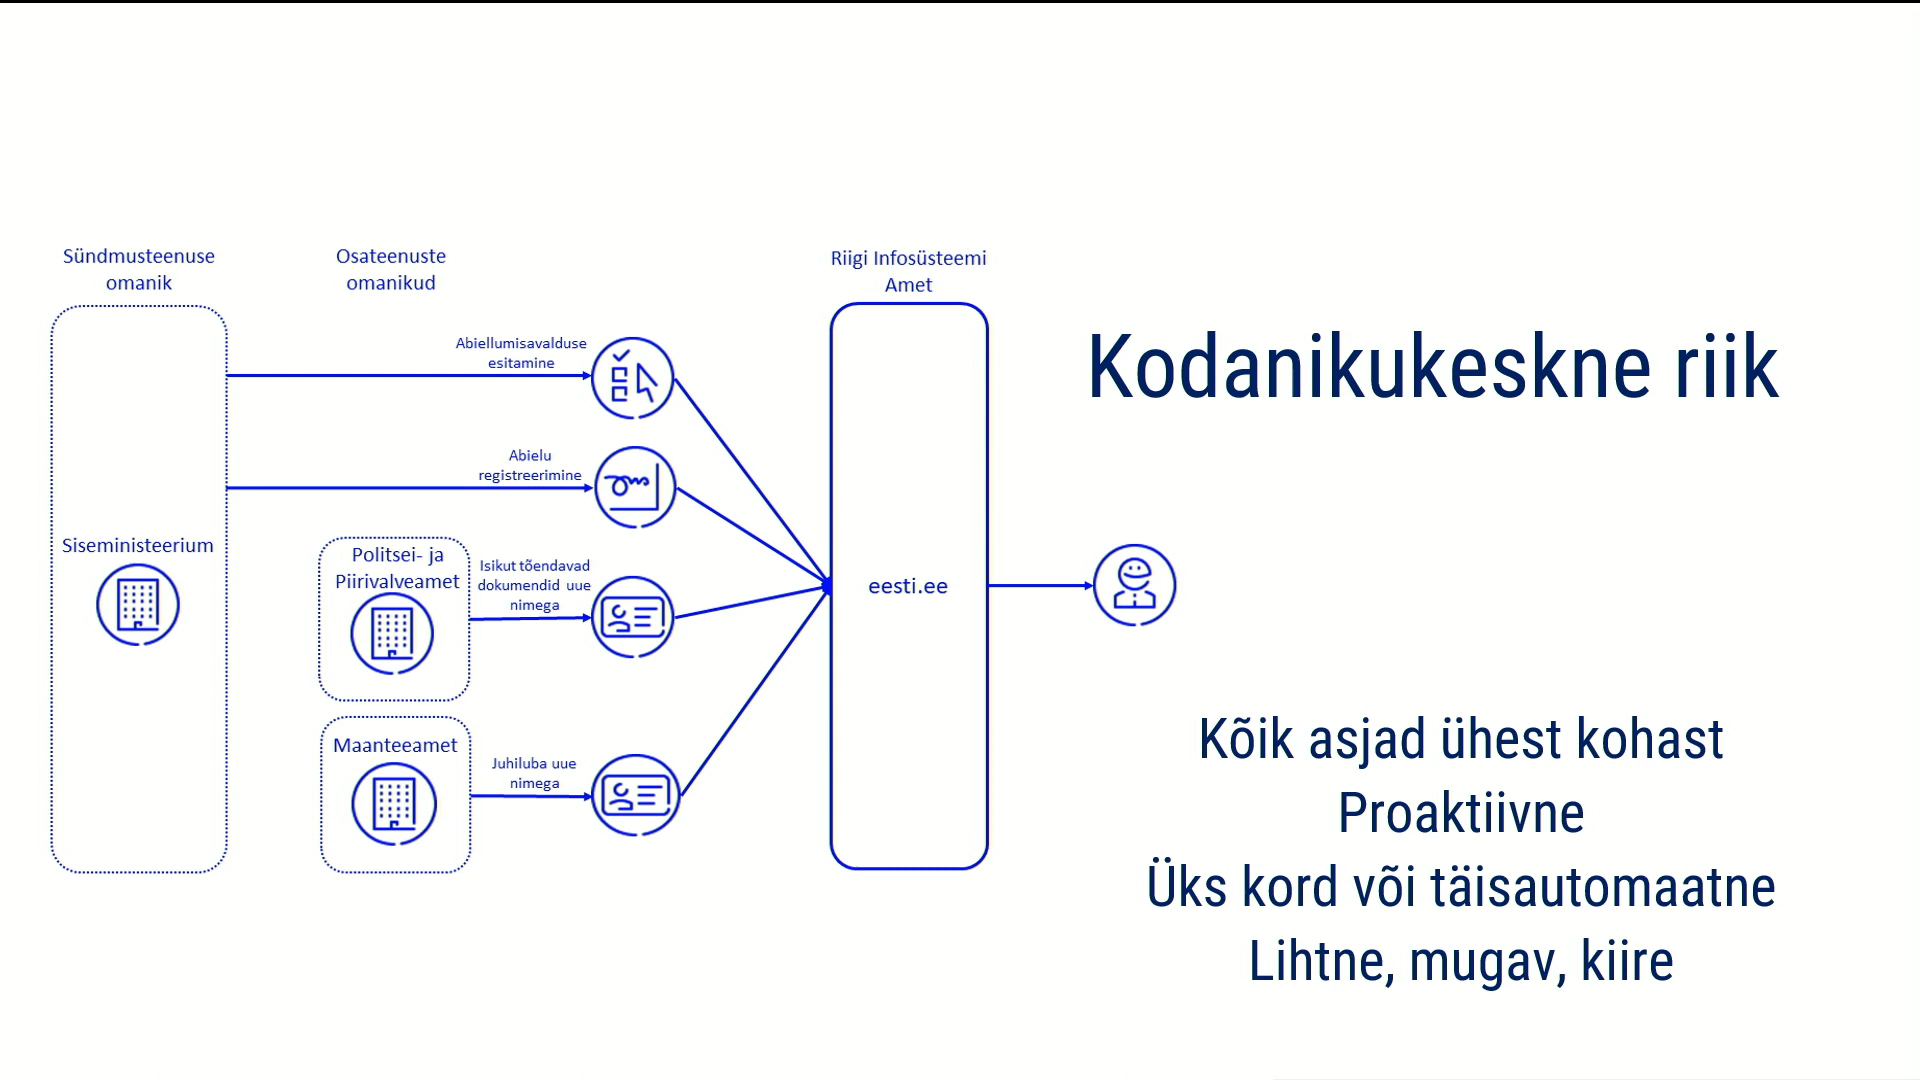 Sündmusteenuse
omanik
Osateenuste
omanikud
Riigi Infosüsteemi
Amet
Abiellumisavalduse
esitamine
Abielu
registreerimine
Siseministeerium
Politsei- ja
Piirivalveamet
Isikut tõendavad
dokumendid uue
nimega
Maanteeamet
Juhiluba uue
nimega
eesti.ee
Kodanikukeskne riik
Kõik asjad ühest kohast
Proaktiivne
Üks kord või täisautomaatne
Lihtne, mugav, kiire